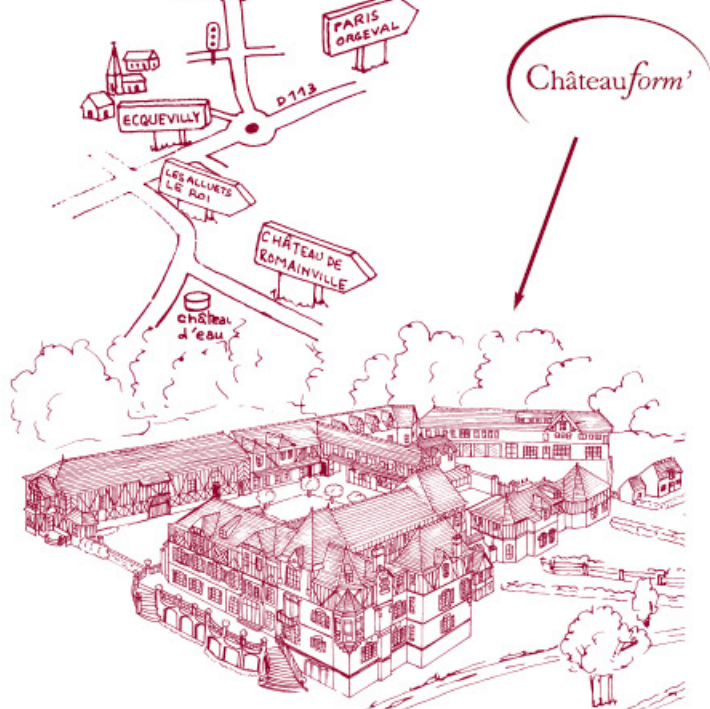 PARIS
ORGEVAL
Châteauform'
D113
ECQUEVILLY
LES ALLUETS
LE ROI
CHÂTEAU DE
ROMAINVILLE
château
d'eau